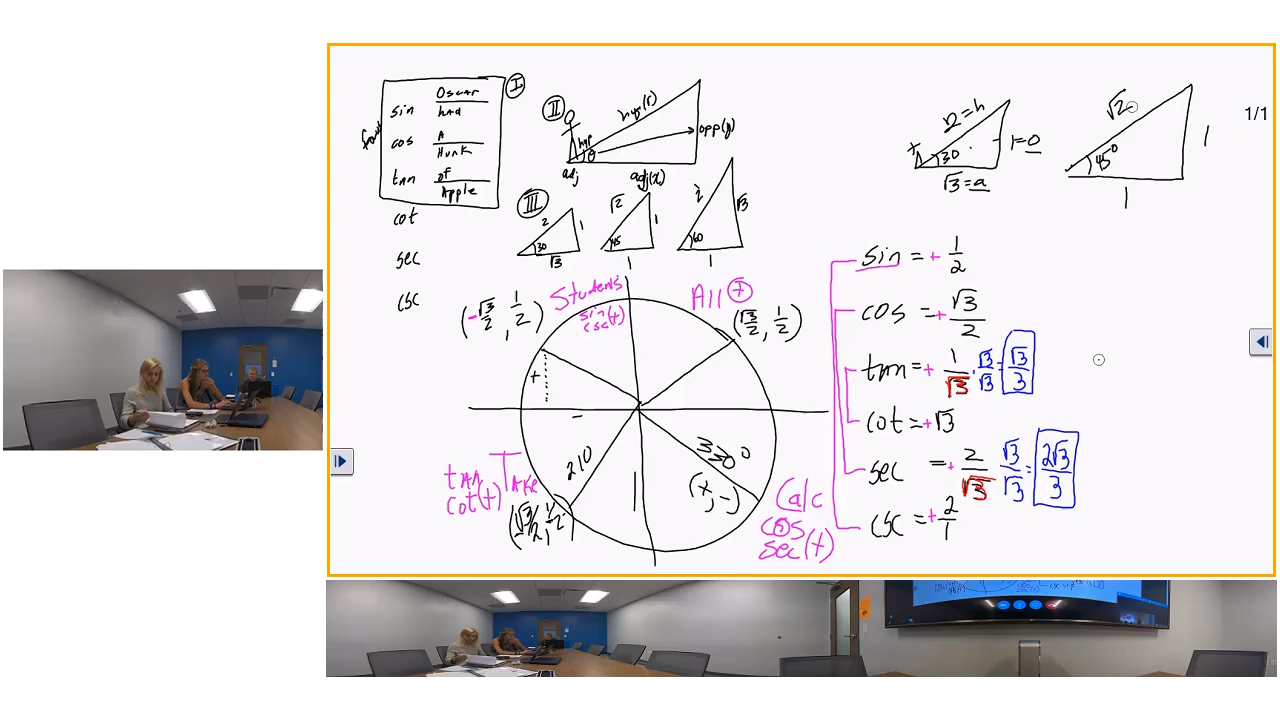 I
sin Oscar/had
cos A/Hunk
tan of/Apple
cot
sec
csc
II
hyp(r)
opp(y)
adj(x)
hyp
θ
adj
III
2 1 30 √3
√2 1 45 1
2 √3 60 1
2=h
1=o
30
√3=a
√2
45°
1
1
1/1
Students
sin
csc(+)
All +
(-√3/2, 1/2)
(√3/2, 1/2)
+
-
210
330°
(+, -)
tan
cot(+)
Take
Calc
cos
sec(+)
sin = + 1/2
cos = + √3/2
tan = + 1/√3 · √3/√3 = √3/3
cot = + √3
sec = + 2/√3 √3/√3 = 2√3/3
csc = + 2/1